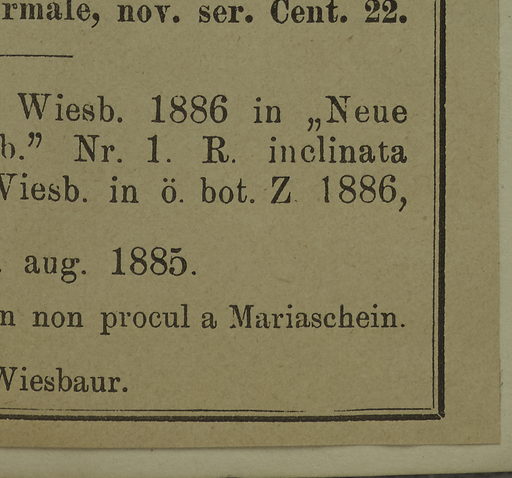 rmale, nov. ser. Cent. 22.
Wiesb. 1886 in „Neue
b.” Nr. 1. R. inclinata
Wiesb. in ö. bot. Z. 1886,
. aug. 1885.
n non procul a Mariaschein.
Wiesbaur.